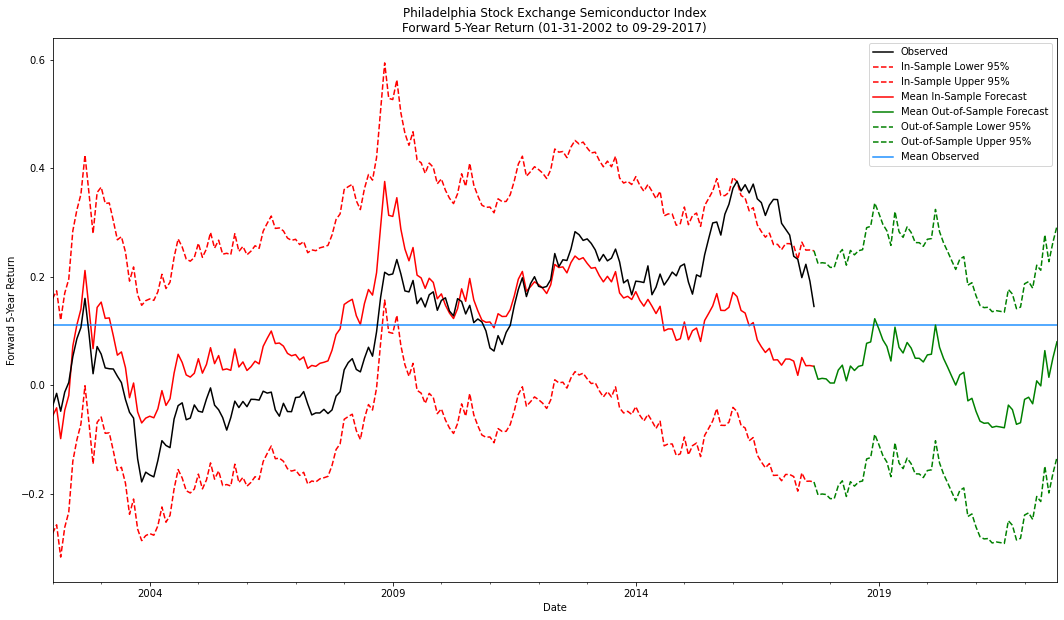 Philadelphia Stock Exchange Semiconductor Index
Forward 5-Year Return (01-31-2002 to 09-29-2017)
Observed
In-Sample Lower 95%
In-Sample Upper 95%
Mean In-Sample Forecast
Mean Out-of-Sample Forecast
Out-of-Sample Lower 95%
Out-of-Sample Upper 95%
Mean Observed
Forward 5-Year Return
0.6
0.4
0.2
0.0
−0.2
2004
2009
2014
2019
Date